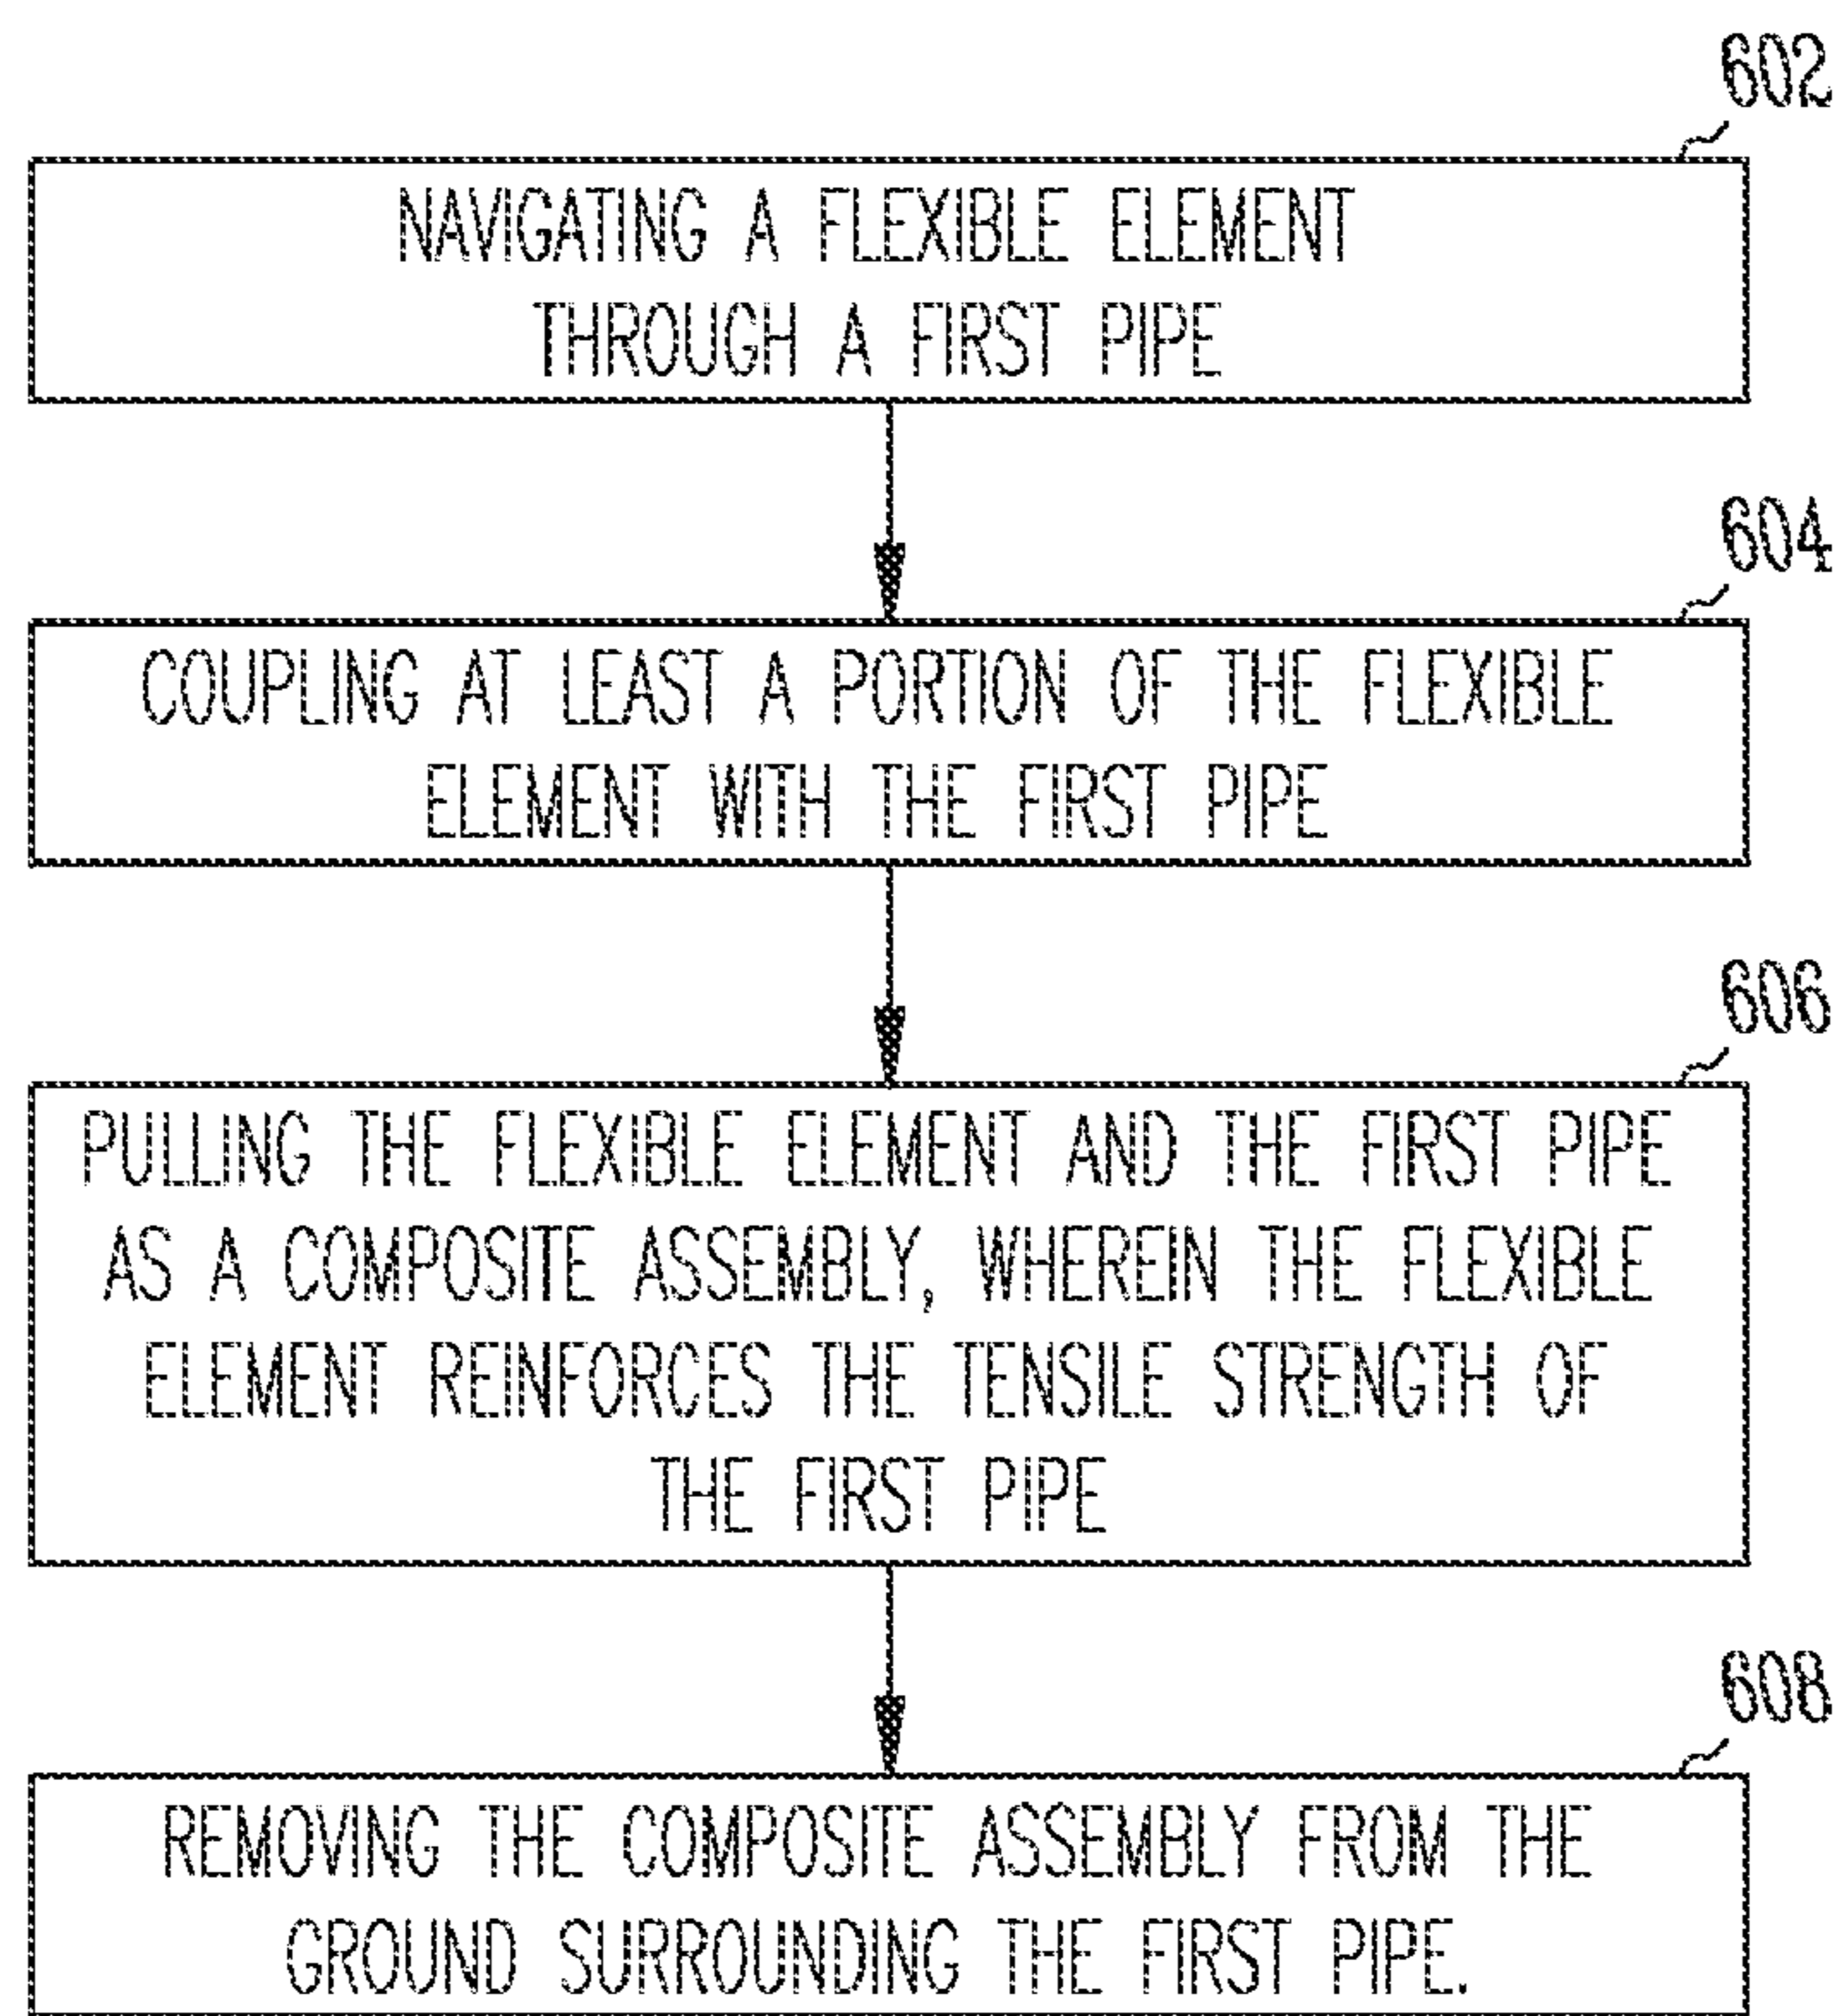 602
NAVIGATING A FLEXIBLE ELEMENT
THROUGH A FIRST PIPE
604
COUPLING AT LEAST A PORTION OF THE FLEXIBLE
ELEMENT WITH THE FIRST PIPE
606
PULLING THE FLEXIBLE ELEMENT AND THE FIRST PIPE
AS A COMPOSITE ASSEMBLY, WHEREIN THE FLEXIBLE
ELEMENT REINFORCES THE TENSILE STRENGTH OF
THE FIRST PIPE
608
REMOVING THE COMPOSITE ASSEMBLY FROM THE
GROUND SURROUNDING THE FIRST PIPE.